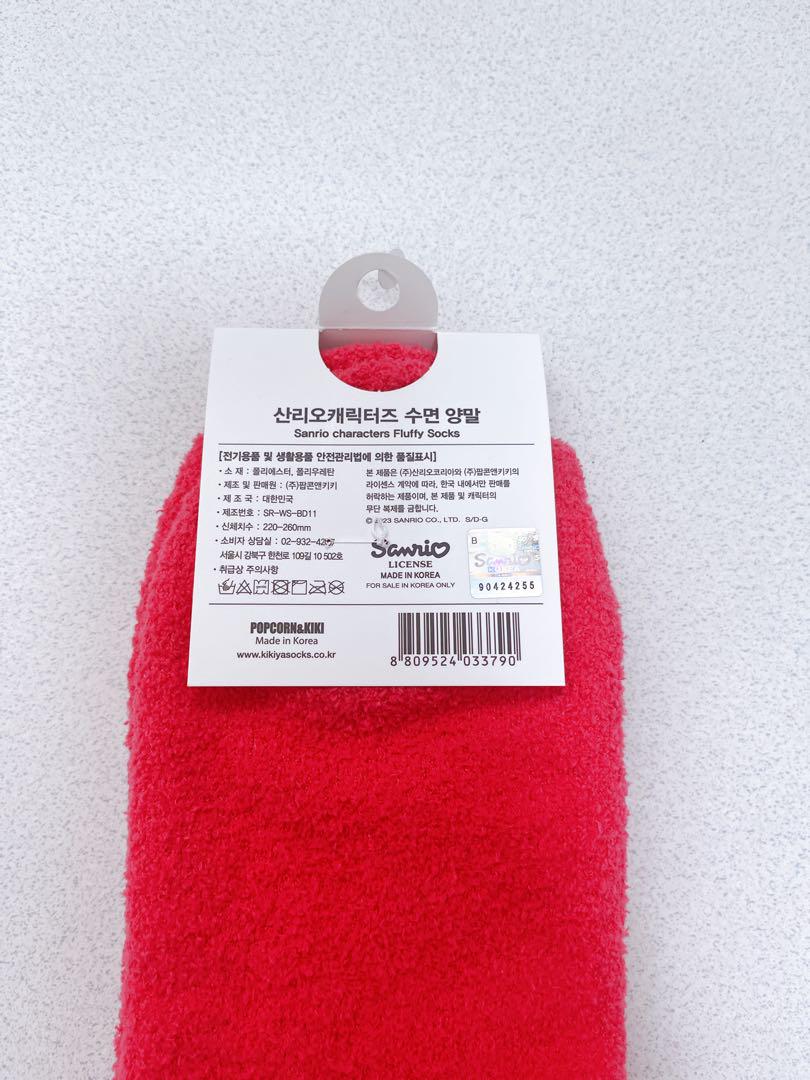 산리오캐릭터즈 수면 양말
Sanrio characters Fluffy Socks
[전기용품 및 생활용품 안전관리법에 의한 품질표시]
• 소 재 : 폴리에스터, 폴리우레탄
• 제조 및 판매원 : (주)팝콘앤키키
• 제 조 국 : 대한민국
• 제조번호 : SR-WS-BD11
• 신체치수 : 220-260mm
• 소비자 상담실 : 02-932-
서울시 강북구 한천로 109길 10 502호
• 취급상 주의사항
본 제품은 (주)산리오코리아와 (주)팝콘앤키키의
라이센스 계약에 따라, 한국 내에서만 판매를
허락하는 제품이며, 본 제품 및 캐릭터의
무단 복제를 금합니다.
© 23 SANRIO CO., LTD. S/D·G
Sanrio
LICENSE
MADE IN KOREA
FOR SALE IN KOREA ONLY
B
Sanrio
KOREA
90424255
POPCORN&KIKI
Made in Korea
www.kikiyasocks.co.kr
8 809524 033790